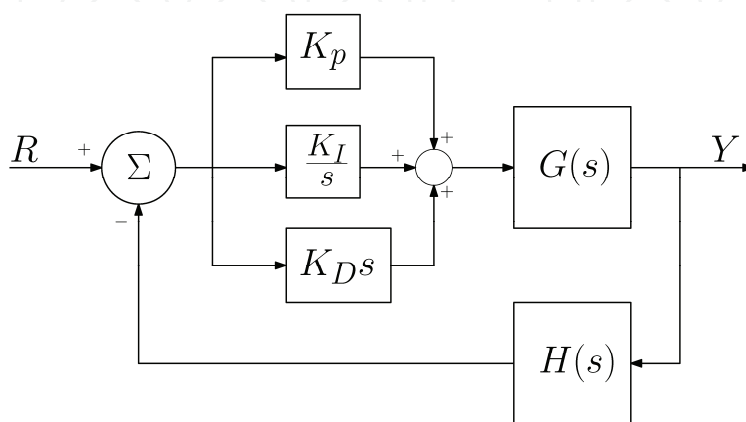 K_p
R
+
Σ
K_I/s
+
+
+
G(s)
Y
−
K_D s
H(s)